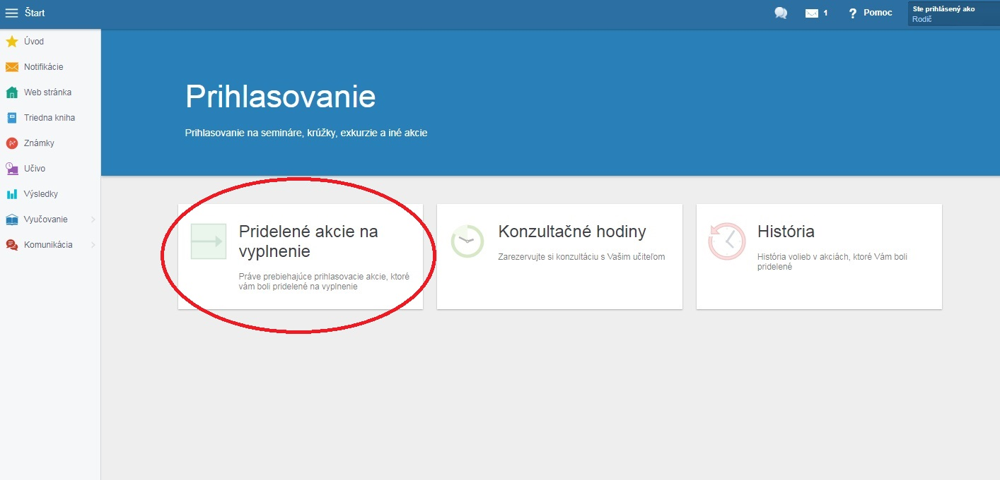 Štart
1
Pomoc
Ste prihlásený ako
Rodič
Úvod
Notifikácie
Web stránka
Triedna kniha
Známky
Učivo
Výsledky
Vyučovanie
Komunikácia
Prihlasovanie
Prihlasovanie na semináre, krúžky, exkurzie a iné akcie
Pridelené akcie na
vyplnenie
Práve prebiehajúce prihlasovacie akcie, ktoré
vám boli pridelené na vyplnenie
Konzultačné hodiny
Zarezervujte si konzultáciu s Vašim učiteľom
História
História volieb v akciách, ktoré Vám boli
pridelené